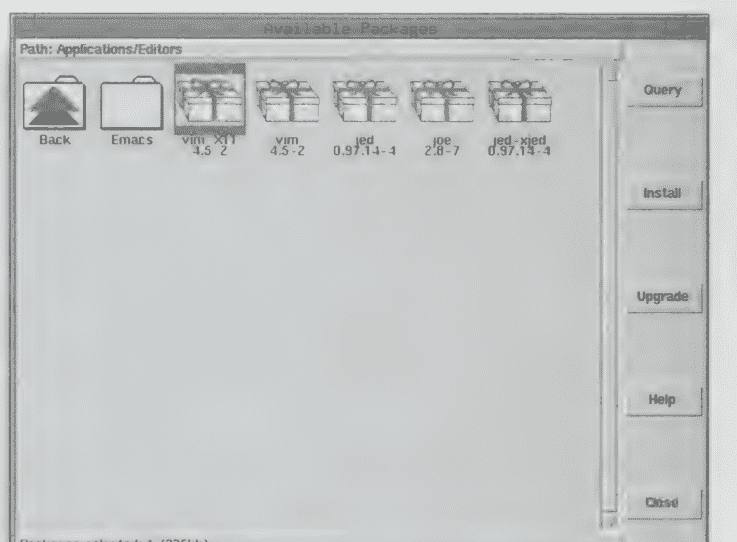 Available Packages
Path: Applications/Editors
Query
Back
Emacs
vim-X11
4.5-2
vim
4.5-2
jed
0.97.14-4
joe
2.8-7
jed-xjed
0.97.14-4
Install
Upgrade
Help
Close